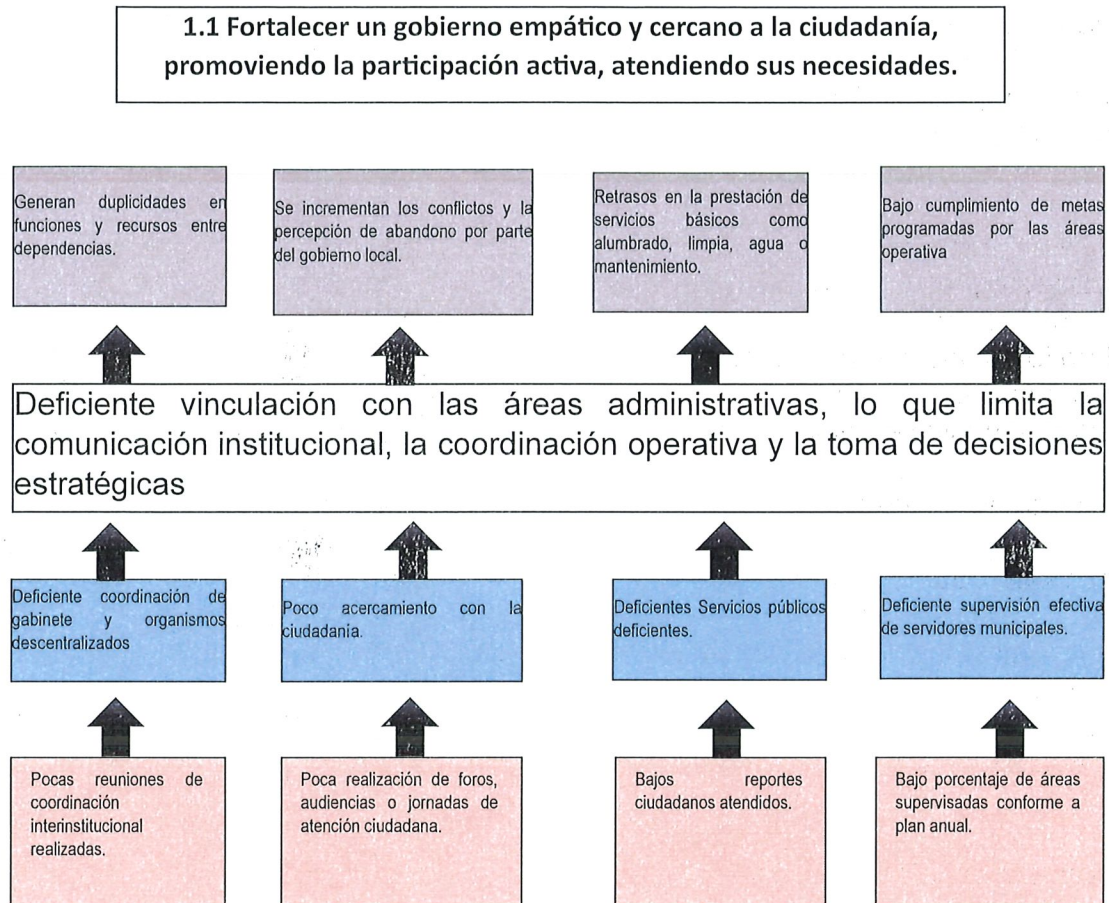 1.1 Fortalecer un gobierno empático y cercano a la ciudadanía,
promoviendo la participación activa, atendiendo sus necesidades.
Generan duplicidades en
funciones y recursos entre
dependencias.
Se incrementan los conflictos y la
percepción de abandono por parte
del gobierno local.
Retrasos en la prestación de
servicios básicos como
alumbrado, limpia, agua o
mantenimiento.
Bajo cumplimiento de metas
programadas por las áreas
operativa
Deficiente vinculación con las áreas administrativas, lo que limita la
comunicación institucional, la coordinación operativa y la toma de decisiones
estratégicas
Deficiente coordinación de
gabinete y organismos
descentralizados
Poco acercamiento con la
ciudadanía.
Deficientes Servicios públicos
deficientes.
Deficiente supervisión efectiva
de servidores municipales.
Pocas reuniones de
coordinación
interinstitucional
realizadas.
Poca realización de foros,
audiencias o jornadas de
atención ciudadana.
Bajos reportes
ciudadanos atendidos.
Bajo porcentaje de áreas
supervisadas conforme a
plan anual.